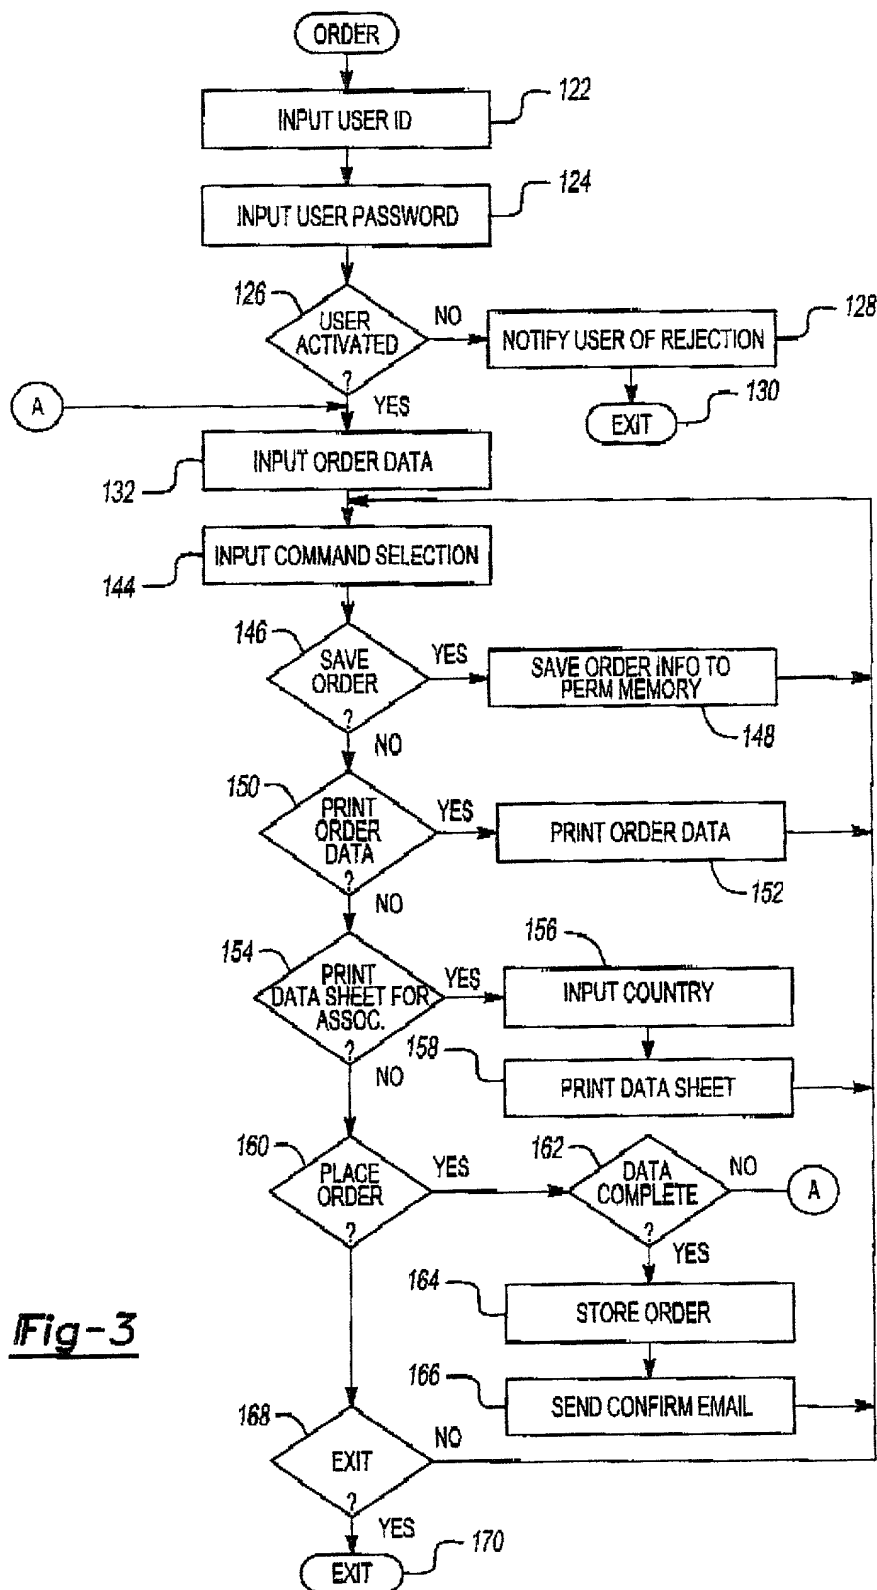 ORDER
INPUT USER ID
122
INPUT USER PASSWORD
124
126
USER
ACTIVATED
?
NO
NOTIFY USER OF REJECTION
128
YES
A
EXIT
130
INPUT ORDER DATA
132
INPUT COMMAND SELECTION
144
146
SAVE
ORDER
?
YES
SAVE ORDER INFO TO
PERM MEMORY
148
NO
150
PRINT
ORDER
DATA
?
YES
PRINT ORDER DATA
152
NO
154
PRINT
DATA SHEET FOR
ASSOC.
?
YES
156
INPUT COUNTRY
NO
158
PRINT DATA SHEET
160
PLACE
ORDER
?
YES
162
DATA
COMPLETE
?
NO
A
YES
164
STORE ORDER
Fig-3
166
SEND CONFIRM EMAIL
168
EXIT
?
NO
YES
EXIT
170